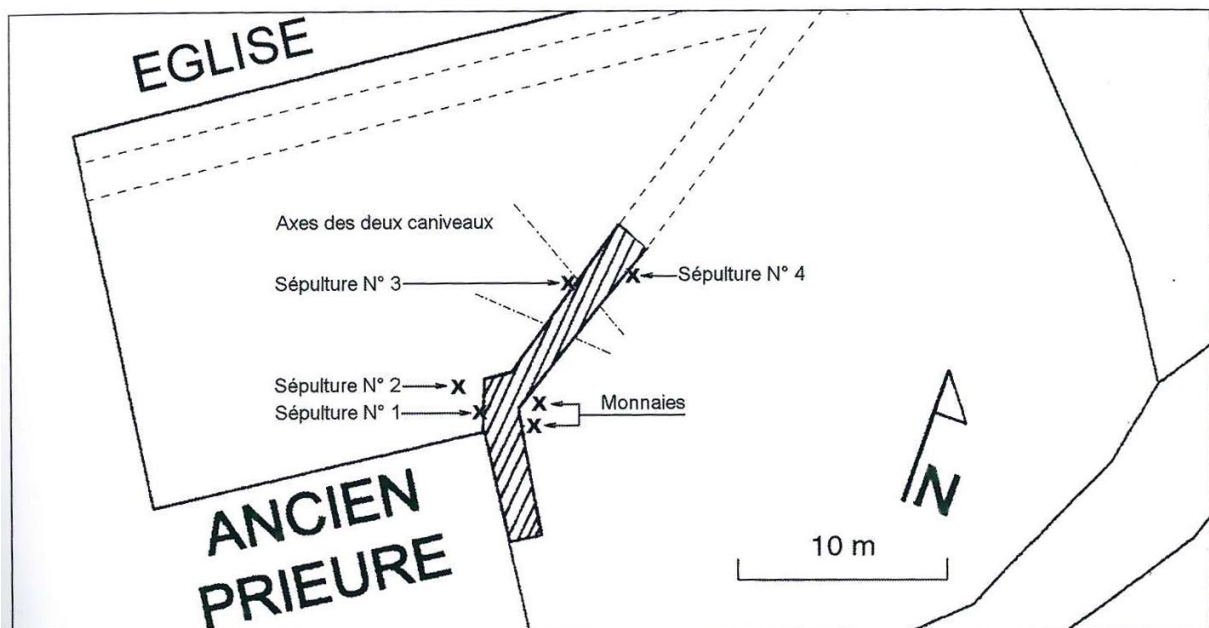 EGLISE
Axes des deux caniveaux
Sépulture N° 3
Sépulture N° 4
Sépulture N° 2
Sépulture N° 1
Monnaies
ANCIEN
PRIEURE
N
10 m